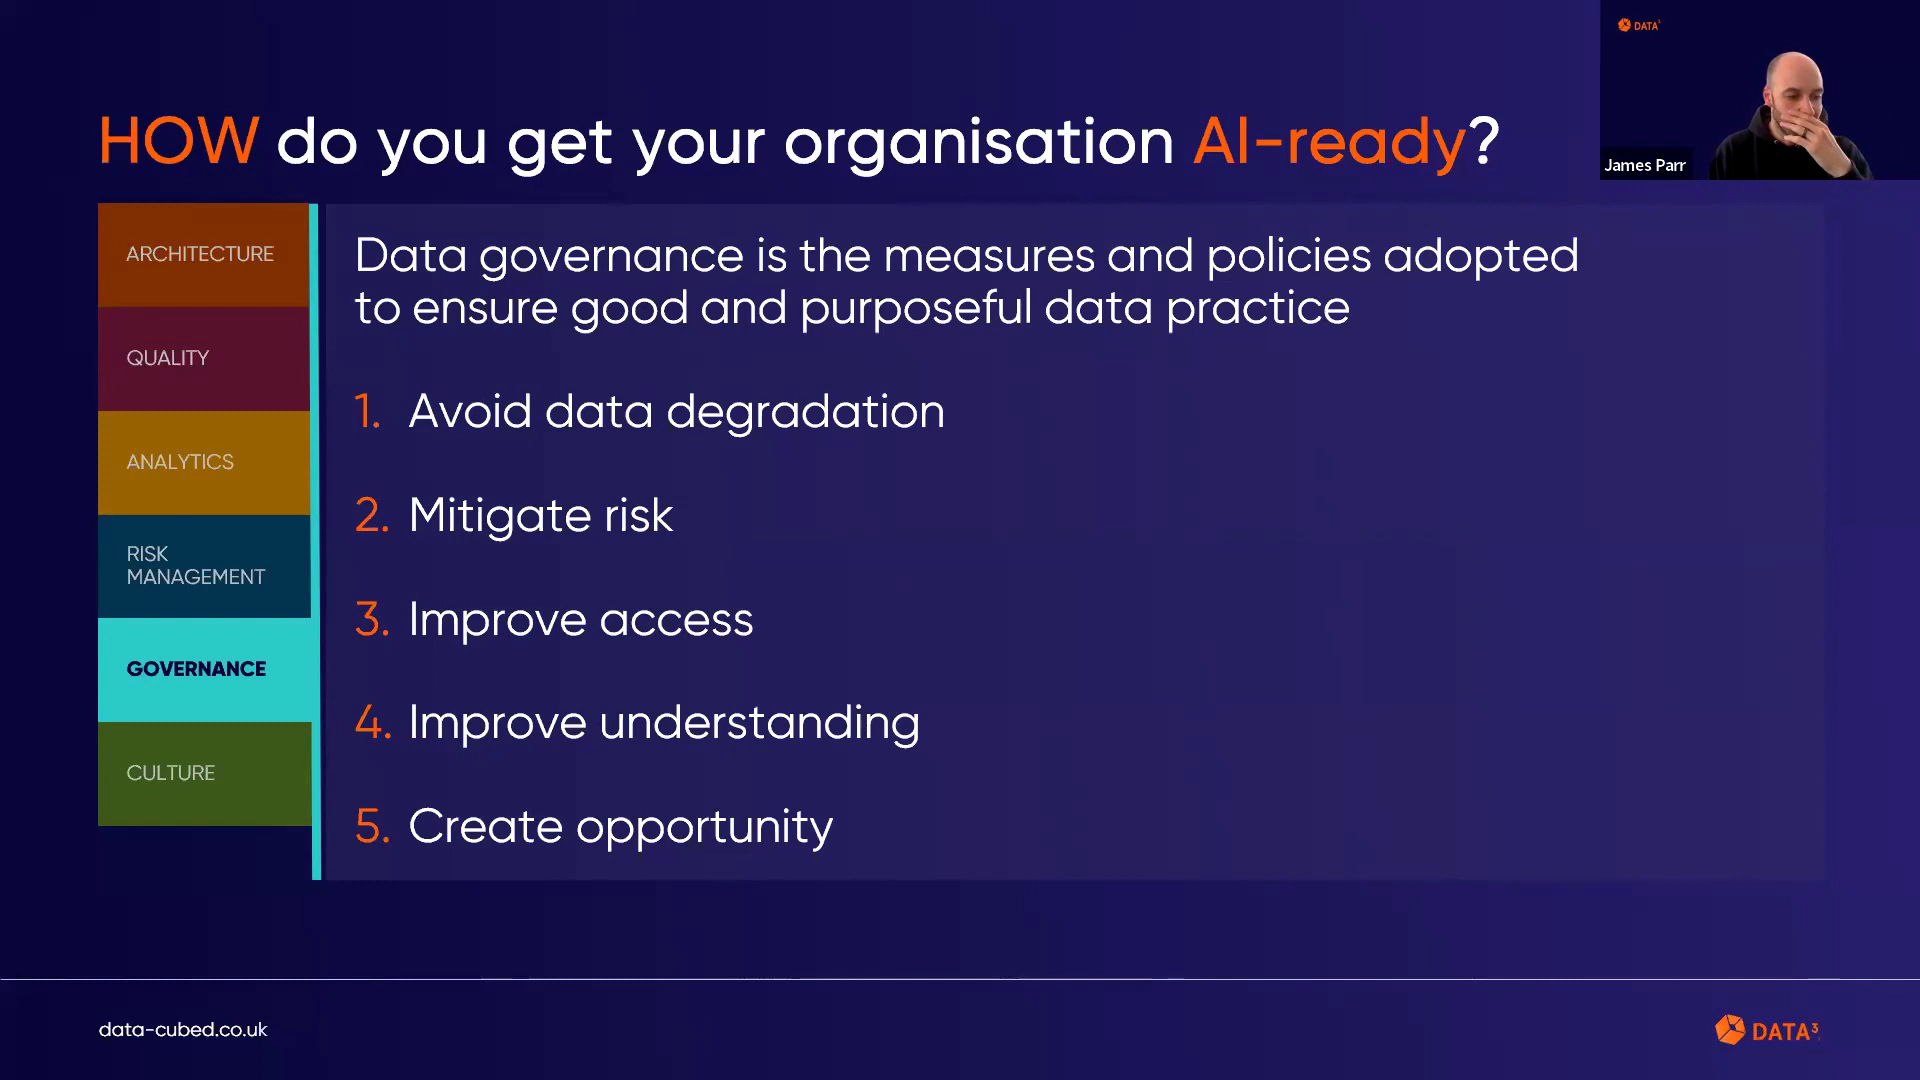 DATA³
James Parr
HOW do you get your organisation AI-ready?
ARCHITECTURE
QUALITY
ANALYTICS
RISK
MANAGEMENT
GOVERNANCE
CULTURE
Data governance is the measures and policies adopted
to ensure good and purposeful data practice
1. Avoid data degradation
2. Mitigate risk
3. Improve access
4. Improve understanding
5. Create opportunity
data-cubed.co.uk
DATA³